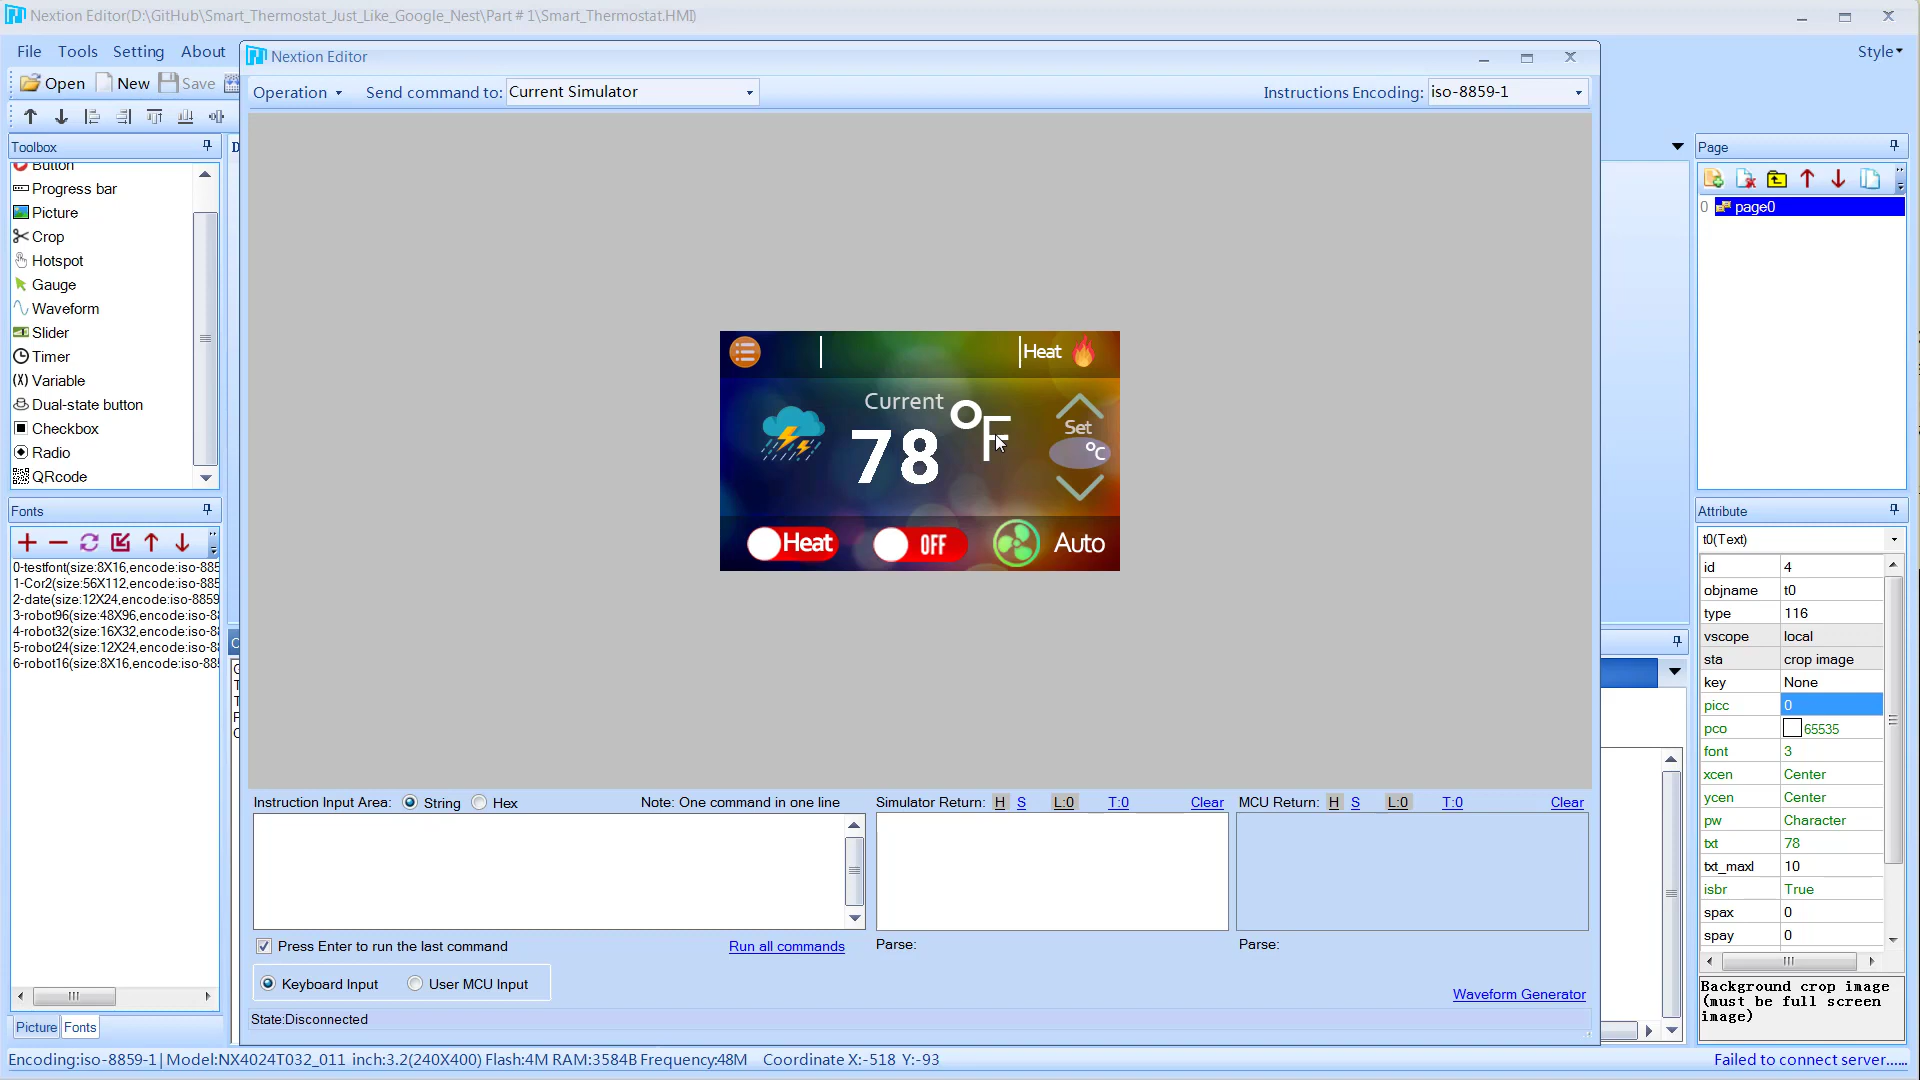 Nextion Editor(D:\GitHub\Smart_Thermostat_Just_Like_Google_Nest\Part # 1\Smart_Thermostat.HMI)
File Tools Setting About
Style
Open New Save
Nextion Editor
Operation Send command to: Current Simulator Instructions Encoding: iso-8859-1
Toolbox
Button
Progress bar
Picture
Crop
Hotspot
Gauge
Waveform
Slider
Timer
Variable
Dual-state button
Checkbox
Radio
QRcode
Fonts
0-testfont(size:8X16,encode:iso-885
1-Cor2(size:56X112,encode:iso-885
2-date(size:12X24,encode:iso-8859
3-robot96(size:48X96,encode:iso-8
4-robot32(size:16X32,encode:iso-8
5-robot24(size:12X24,encode:iso-8
6-robot16(size:8X16,encode:iso-885
Picture Fonts
Heat
Current
78 °F
Set
°C
Heat OFF Auto
Instruction Input Area: String Hex Note: One command in one line
Simulator Return: H S L:0 T:0 Clear
MCU Return: H S L:0 T:0 Clear
Press Enter to run the last command Run all commands
Parse:
Parse:
Keyboard Input User MCU Input
Waveform Generator
State:Disconnected
Page
0 page0
Attribute
t0(Text)
id 4
objname t0
type 116
vscope local
sta crop image
key None
picc 0
pco 65535
font 3
xcen Center
ycen Center
pw Character
txt 78
txt_maxl 10
isbr True
spax 0
spay 0
Background crop image
(must be full screen
image)
Encoding:iso-8859-1| Model:NX4024T032_011 inch:3.2(240X400) Flash:4M RAM:3584B Frequency:48M Coordinate X:-518 Y:-93
Failed to connect server......